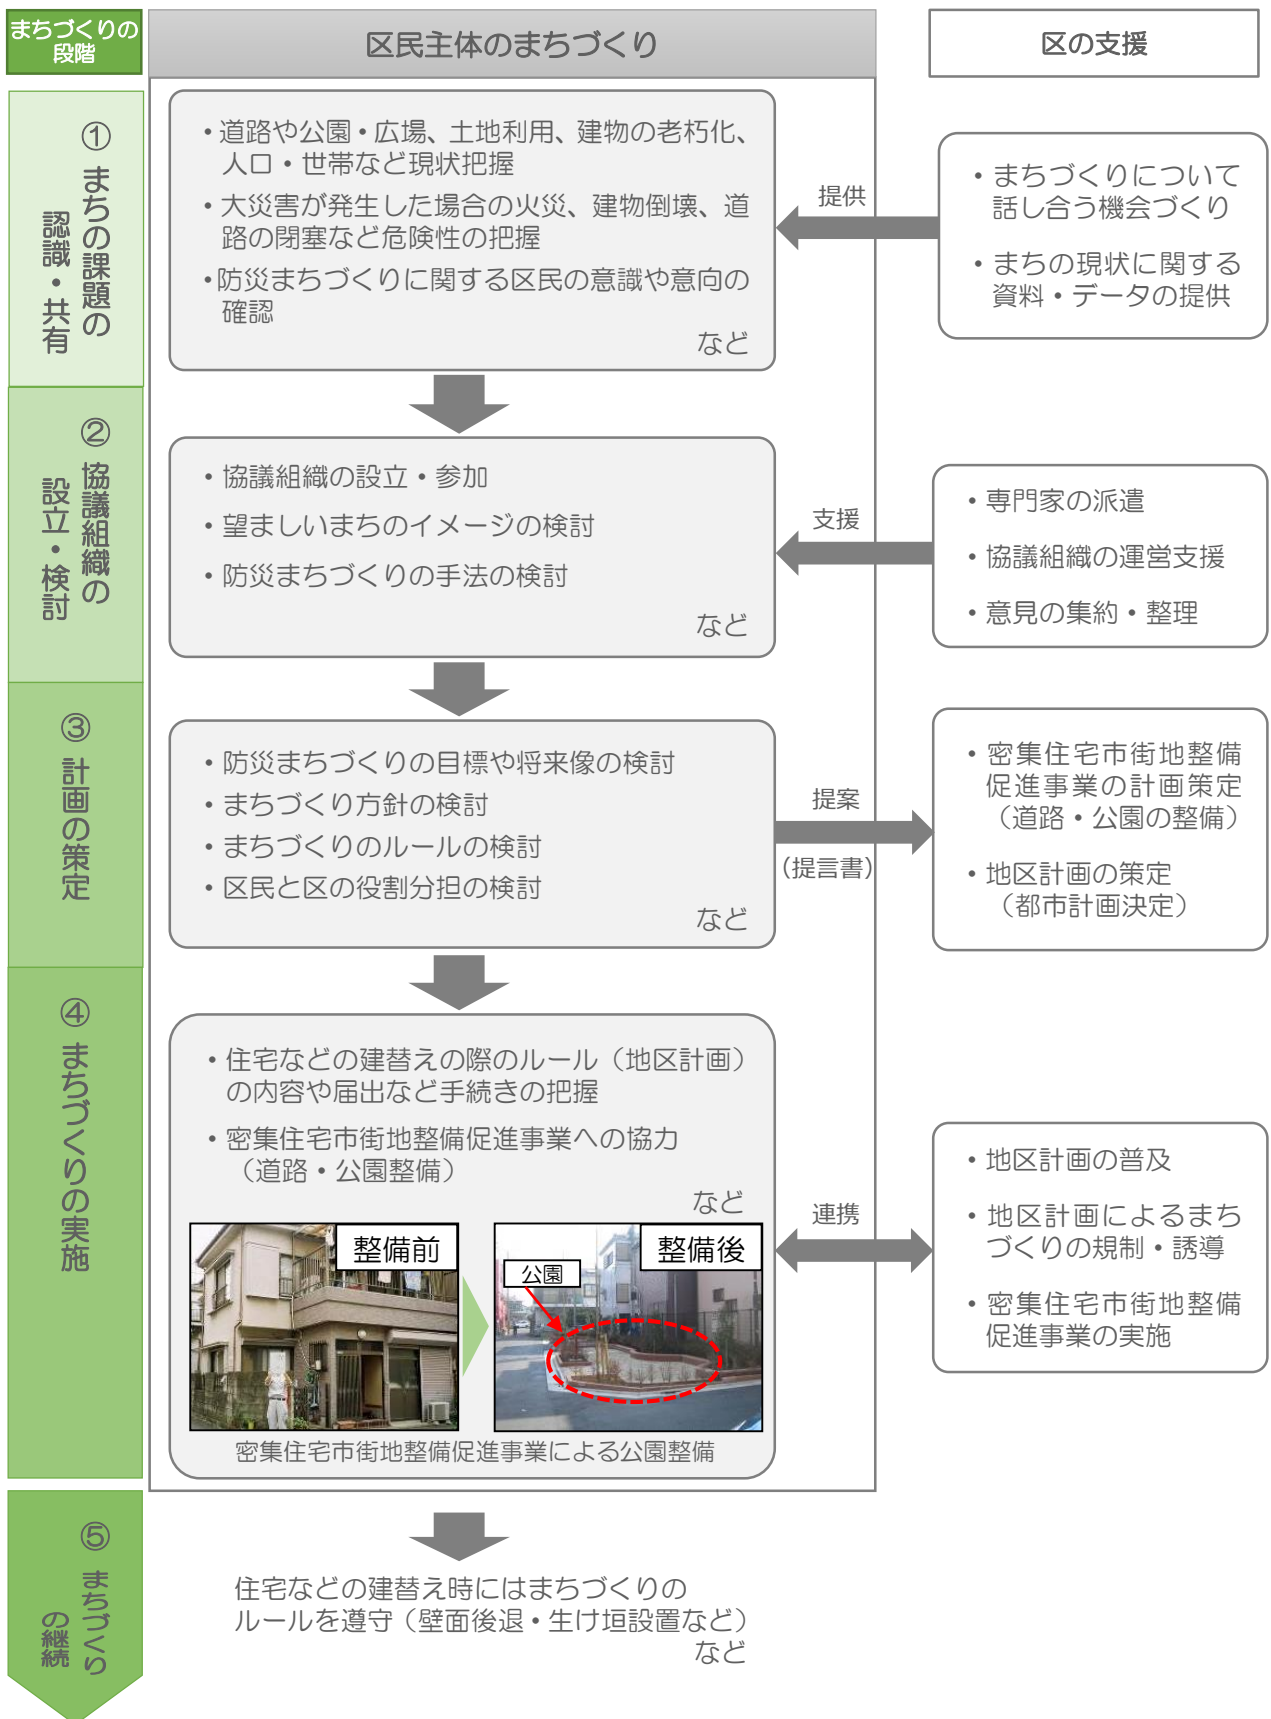 まちづくりの
段階
区民主体のまちづくり
区の支援
① まちの課題の
認識・共有
・道路や公園・広場、土地利用、建物の老朽化、
人口・世帯など現状把握
・大災害が発生した場合の火災、建物倒壊、道
路の閉塞など危険性の把握
・防災まちづくりに関する区民の意識や意向の
確認
など
提供
・まちづくりについて
話し合う機会づくり
・まちの現状に関する
資料・データの提供
② 協議組織の
設立・検討
・協議組織の設立・参加
・望ましいまちのイメージの検討
・防災まちづくりの手法の検討
など
支援
・専門家の派遣
・協議組織の運営支援
・意見の集約・整理
③ 計画の策定
・防災まちづくりの目標や将来像の検討
・まちづくり方針の検討
・まちづくりのルールの検討
・区民と区の役割分担の検討
など
提案
(提言書)
・密集住宅市街地整備
促進事業の計画策定
（道路・公園の整備）
・地区計画の策定
（都市計画決定）
④ まちづくりの実施
・住宅などの建替えの際のルール（地区計画）
の内容や届出など手続きの把握
・密集住宅市街地整備促進事業への協力
（道路・公園整備）
など
整備前
整備後
公園
密集住宅市街地整備促進事業による公園整備
連携
・地区計画の普及
・地区計画によるまち
づくりの規制・誘導
・密集住宅市街地整備
促進事業の実施
⑤ まちづくり
の継続
住宅などの建替え時にはまちづくりの
ルールを遵守（壁面後退・生け垣設置など）
など